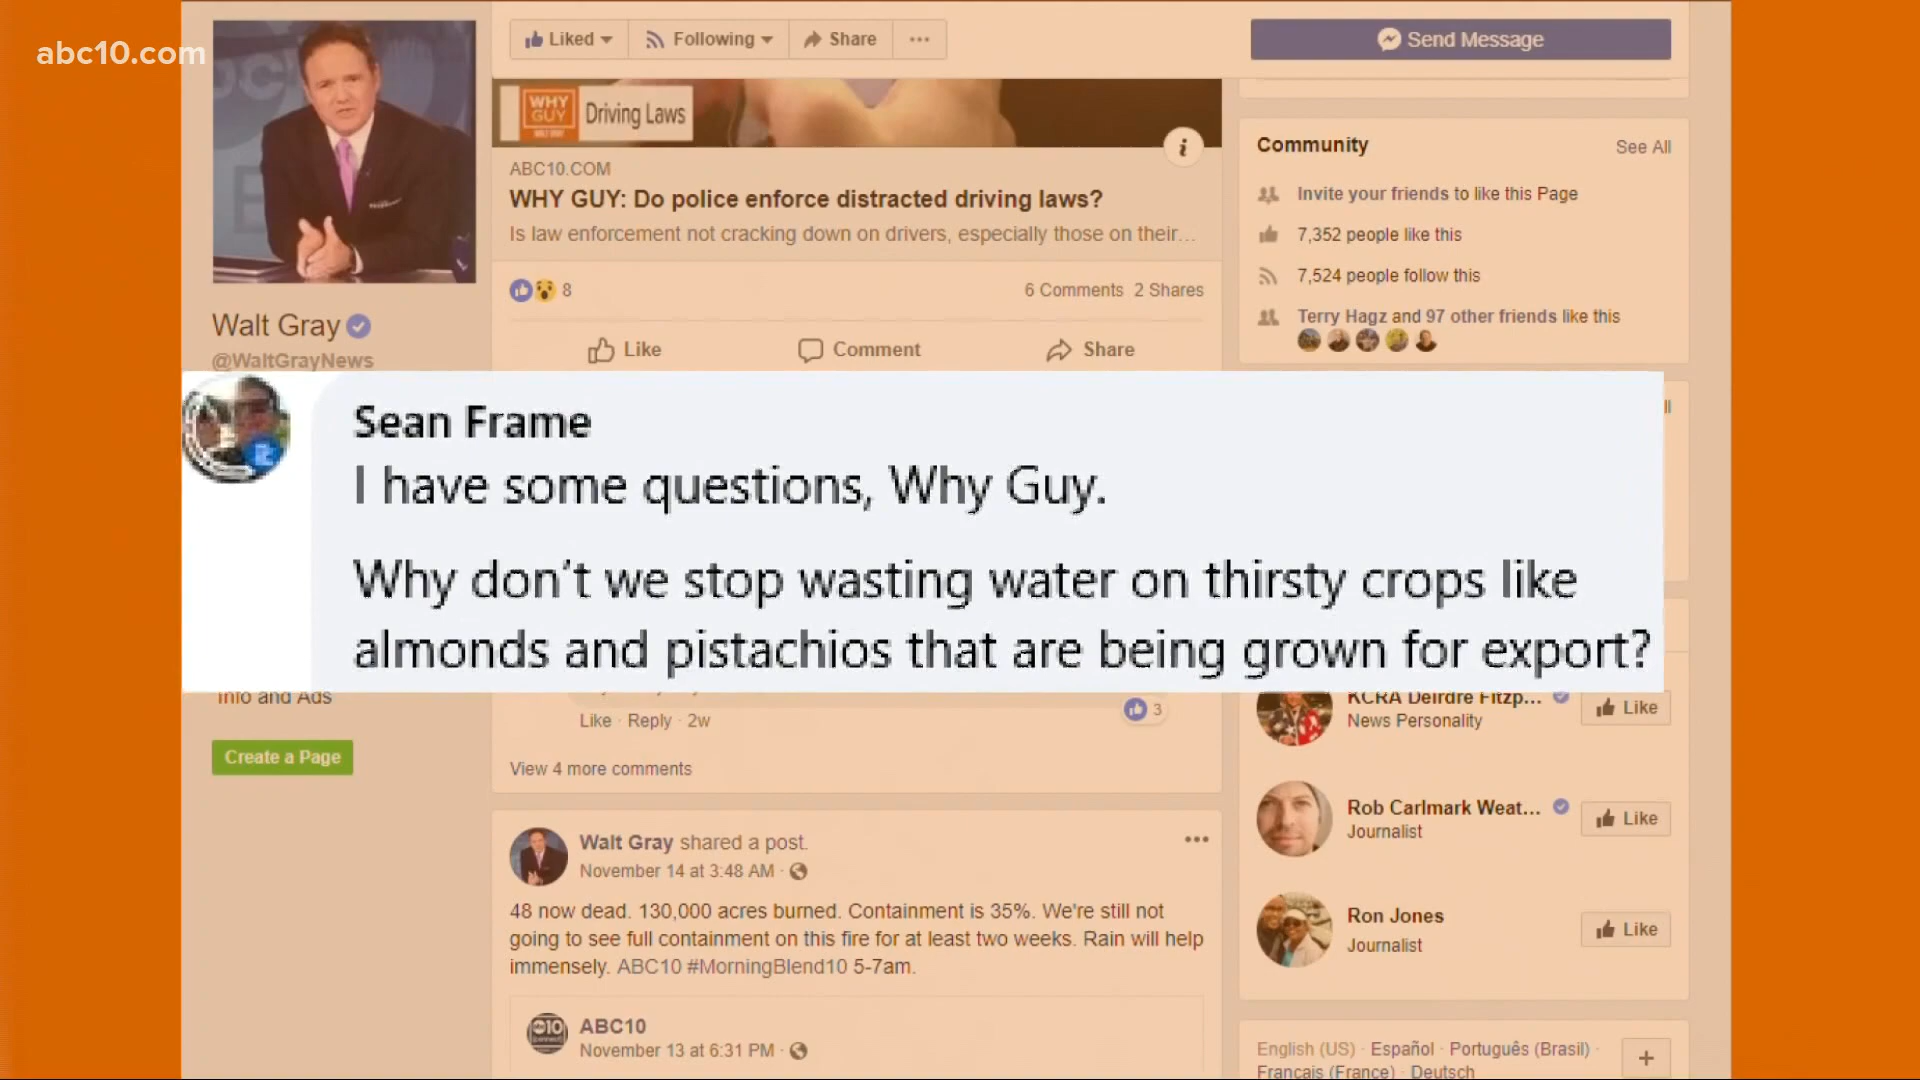 abc10.com
Liked
Following
Share
Send Message
WHY GUY
Driving Laws
ABC10.COM
WHY GUY: Do police enforce distracted driving laws?
Is law enforcement not cracking down on drivers, especially those on their...
8
6 Comments 2 Shares
Like
Comment
Share
Walt Gray
@WaltGrayNews
Community
See All
Invite your friends to like this Page
7,352 people like this
7,524 people follow this
Terry Hagz and 97 other friends like this
Sean Frame
I have some questions, Why Guy.
Why don't we stop wasting water on thirsty crops like
almonds and pistachios that are being grown for export?
Info and Ads
Create a Page
Like · Reply · 2w
3
View 4 more comments
Walt Gray shared a post.
November 14 at 3:48 AM ·
48 now dead. 130,000 acres burned. Containment is 35%. We're still not
going to see full containment on this fire for at least two weeks. Rain will help
immensely. ABC10 #MorningBlend10 5-7am.
abc10
ABC10
November 13 at 6:31 PM ·
KCRA Deirdre Fitzp...
News Personality
Like
Rob Carlmark Weat...
Journalist
Like
Ron Jones
Journalist
Like
English (US) · Español · Português (Brasil) ·
Français (France) · Deutsch